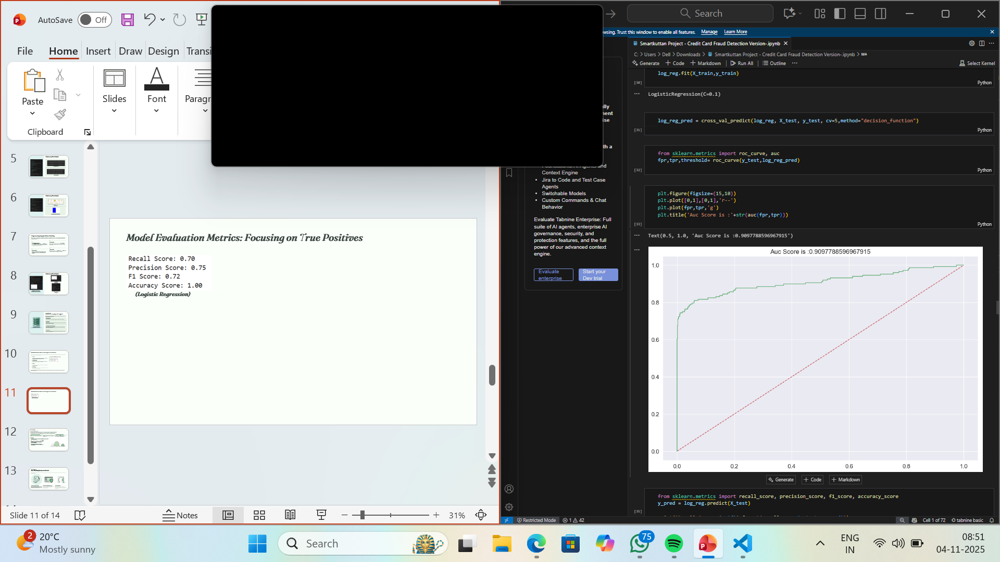 AutoSave Off
File Home Insert Draw Design Transi
Paste
Slides
Font
Paragr
Clipboard
5
6
7
8
9
10
11
12
13
Model Evaluation Metrics: Focusing on True Positives
Recall Score: 0.70
Precision Score: 0.75
F1 Score: 0.72
Accuracy Score: 1.00
(Logistic Regression)
Slide 11 of 14
Notes
31%
Search
owsing. Trust this window to enable all features. Manage Learn More
Smartkuttan Project - Credit Card Fraud Detection Version-.ipynb
C: > Users > Dell > Downloads > Smartkuttan Project - Credit Card Fraud Detection Version-.ipynb > M↓
Generate + Code + Markdown | Run All | Outline ...
Select Kernel
Context Engine
Jira to Code and Test Case
Agents
Switchable Models
Custom Commands & Chat
Behavior
Evaluate Tabnine Enterprise: Full
suite of AI agents, enterprise AI
governance, security, and
protection features, and the full
power of our advanced context
engine.
Evaluate
enterprise
Start your
Dev trial
log_reg.fit(X_train,y_train)
[30]
Python
LogisticRegression(C=0.1)
log_reg_pred = cross_val_predict(log_reg, X_test, y_test, cv=5,method="decision_function")
[31]
Python
from sklearn.metrics import roc_curve, auc
fpr,tpr,threshold= roc_curve(y_test,log_reg_pred)
[32]
Python
plt.figure(figsize=(15,10))
plt.plot([0,1],[0,1],'r--')
plt.plot(fpr,tpr,'g')
plt.title('Auc Score is :'+str(auc(fpr,tpr)))
[33]
Python
Text(0.5, 1.0, 'Auc Score is :0.9097788596967915')
Auc Score is :0.9097788596967915
1.0
0.8
0.6
0.4
0.2
0.0
0.0 0.2 0.4 0.6 0.8 1.0
Generate + Code + Markdown
from sklearn.metrics import recall_score, precision_score, f1_score, accuracy_score
y_pred = log_reg.predict(X_test)
[35]
Restricted Mode 1 42
Cell 1 of 72 tabnine basic
2
20°C
Mostly sunny
Search
75
ENG
IN
08:51
04-11-2025